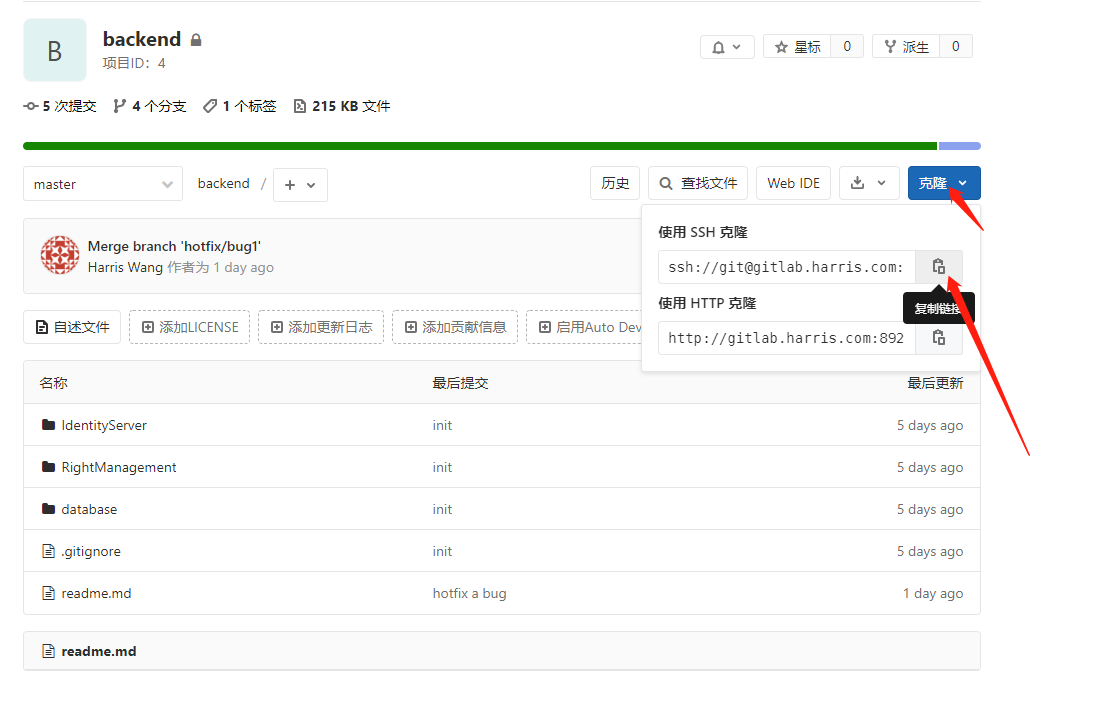 B
backend
项目ID： 4
星标 0
派生 0
5 次提交 4 个分支 1 个标签 215 KB 文件
master
backend / +
历史 查找文件 Web IDE 克隆
Merge branch 'hotfix/bug1'
Harris Wang 作者为 1 day ago
使用 SSH 克隆
ssh://git@gitlab.harris.com:
使用 HTTP 克隆
复制链接
http://gitlab.harris.com:892
自述文件 添加LICENSE 添加更新日志 添加贡献信息 启用Auto Dev
名称 最后提交 最后更新
IdentityServer init 5 days ago
RightManagement init 5 days ago
database init 5 days ago
.gitignore init 5 days ago
readme.md hotfix a bug 1 day ago
readme.md